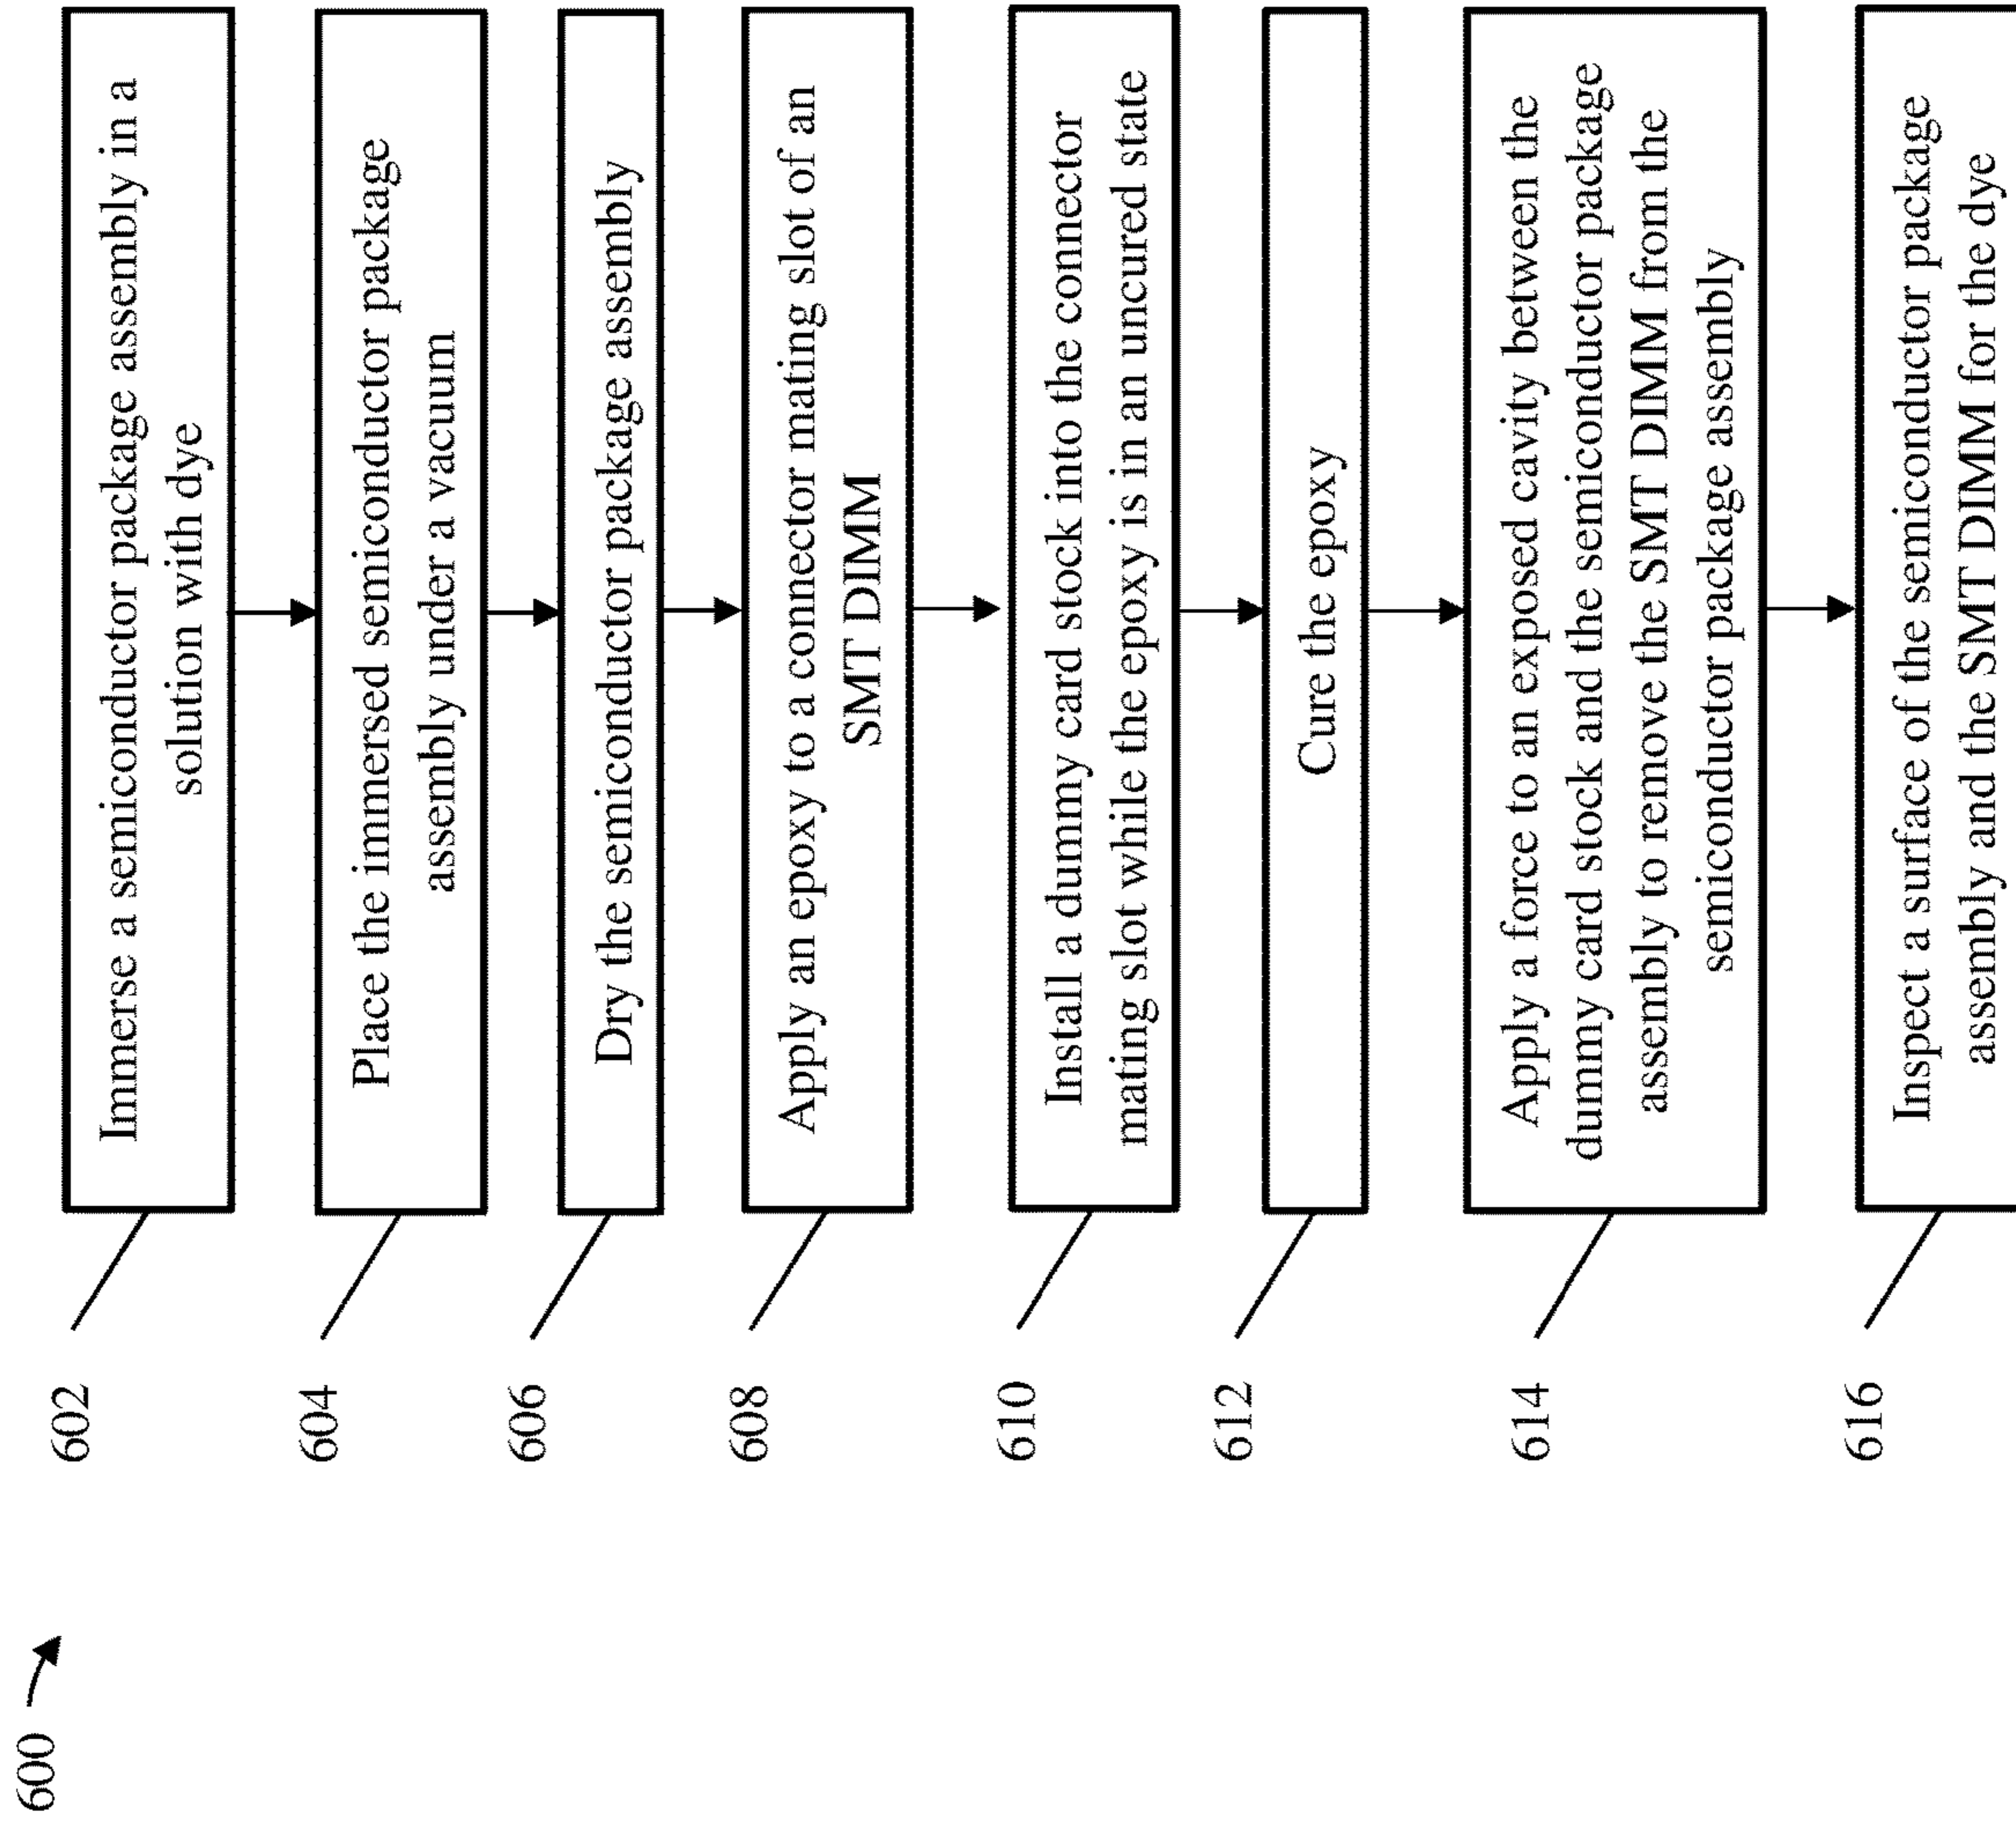 600
602
Immerse a semiconductor package assembly in a
solution with dye
604
Place the immersed semiconductor package
assembly under a vacuum
606
Dry the semiconductor package assembly
608
Apply an epoxy to a connector mating slot of an
SMT DIMM
610
Install a dummy card stock into the connector
mating slot while the epoxy is in an uncured state
612
Cure the epoxy
614
Apply a force to an exposed cavity between the
dummy card stock and the semiconductor package
assembly to remove the SMT DIMM from the
semiconductor package assembly
616
Inspect a surface of the semiconductor package
assembly and the SMT DIMM for the dye